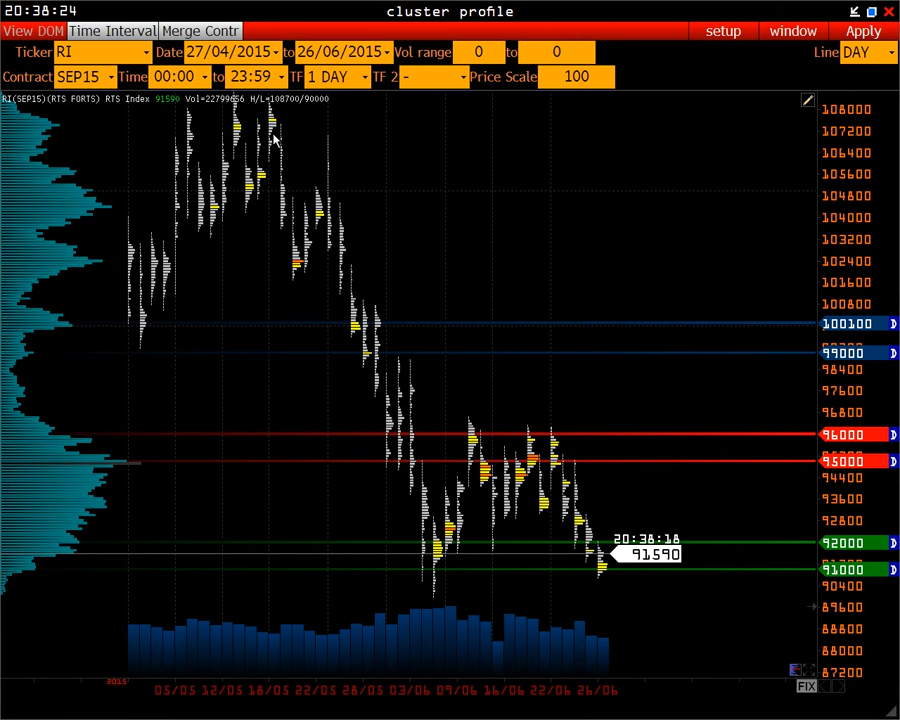 20:38:24 cluster profile
View DOM Time Interval Merge Contr setup window Apply
Ticker RI Date 27/04/2015 to 26/06/2015 Vol range 0 to 0 Line DAY
Contract SEP15 Time 00:00 to 23:59 TF 1 DAY TF 2 - Price Scale 100
RI(SEP15)(RTS FORTS) RTS Index 91590 Vol=22799656 H/L=108700/90000
108000
107200
106400
105600
104800
104000
103200
102400
101600
100800
100100 D
99000 D
98400
97600
96800
96000 D
95000 D
94400
93600
92800
20:38:18
92000 D
91590
91000 D
90400
89600
88800
88000
87200
2015
05/05 12/05 18/05 22/05 28/05 03/06 09/06 16/06 22/06 26/06
FIX